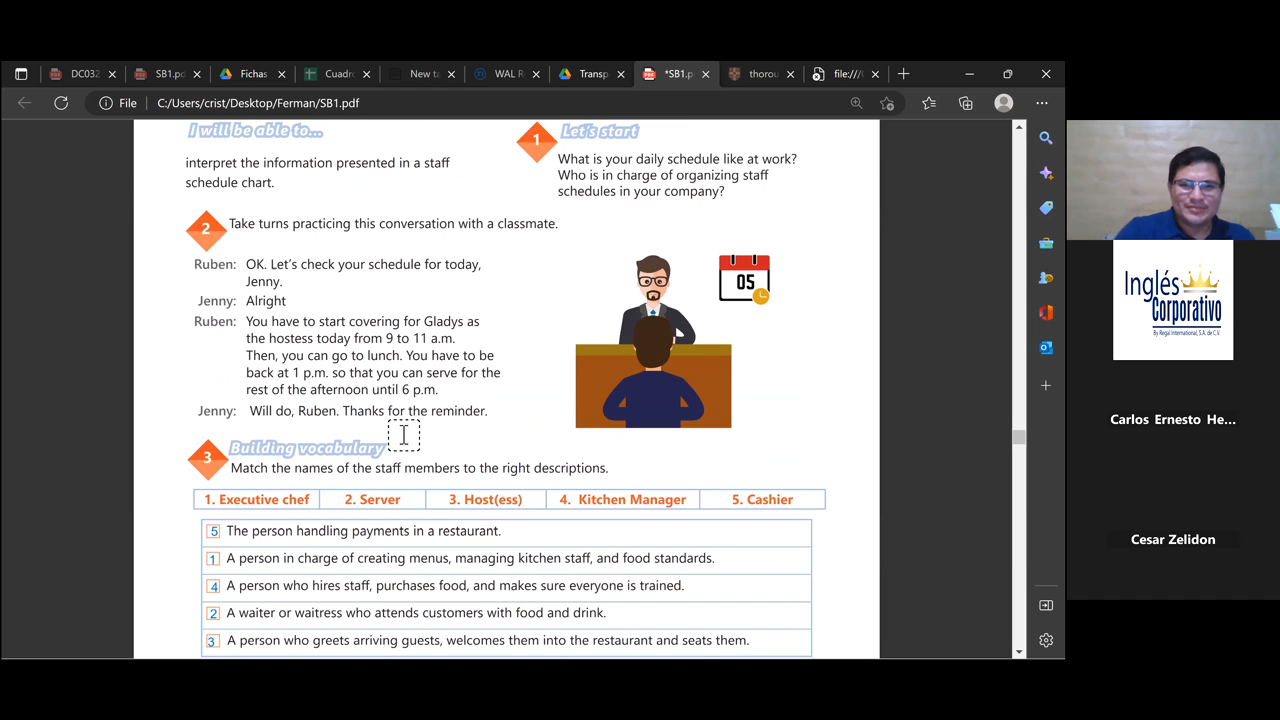 DC032
SB1.pd
Fichas
Cuadro
New ta
WAL R
Transp
*SB1.p
thorou
file:///
File
C:/Users/crist/Desktop/Ferman/SB1.pdf
I will be able to...
interpret the information presented in a staff
schedule chart.
1
Let's start
What is your daily schedule like at work?
Who is in charge of organizing staff
schedules in your company?
2
Take turns practicing this conversation with a classmate.
Ruben: OK. Let's check your schedule for today,
Jenny.
Jenny: Alright
Ruben: You have to start covering for Gladys as
the hostess today from 9 to 11 a.m.
Then, you can go to lunch. You have to be
back at 1 p.m. so that you can serve for the
rest of the afternoon until 6 p.m.
Jenny: Will do, Ruben. Thanks for the reminder.
05
3
Building vocabulary
Match the names of the staff members to the right descriptions.
1. Executive chef 2. Server 3. Host(ess) 4. Kitchen Manager 5. Cashier
5 The person handling payments in a restaurant.
1 A person in charge of creating menus, managing kitchen staff, and food standards.
4 A person who hires staff, purchases food, and makes sure everyone is trained.
2 A waiter or waitress who attends customers with food and drink.
3 A person who greets arriving guests, welcomes them into the restaurant and seats them.
Inglés
Corporativo
By Regal International, S.A. de C.V.
Carlos Ernesto He...
Cesar Zelidon